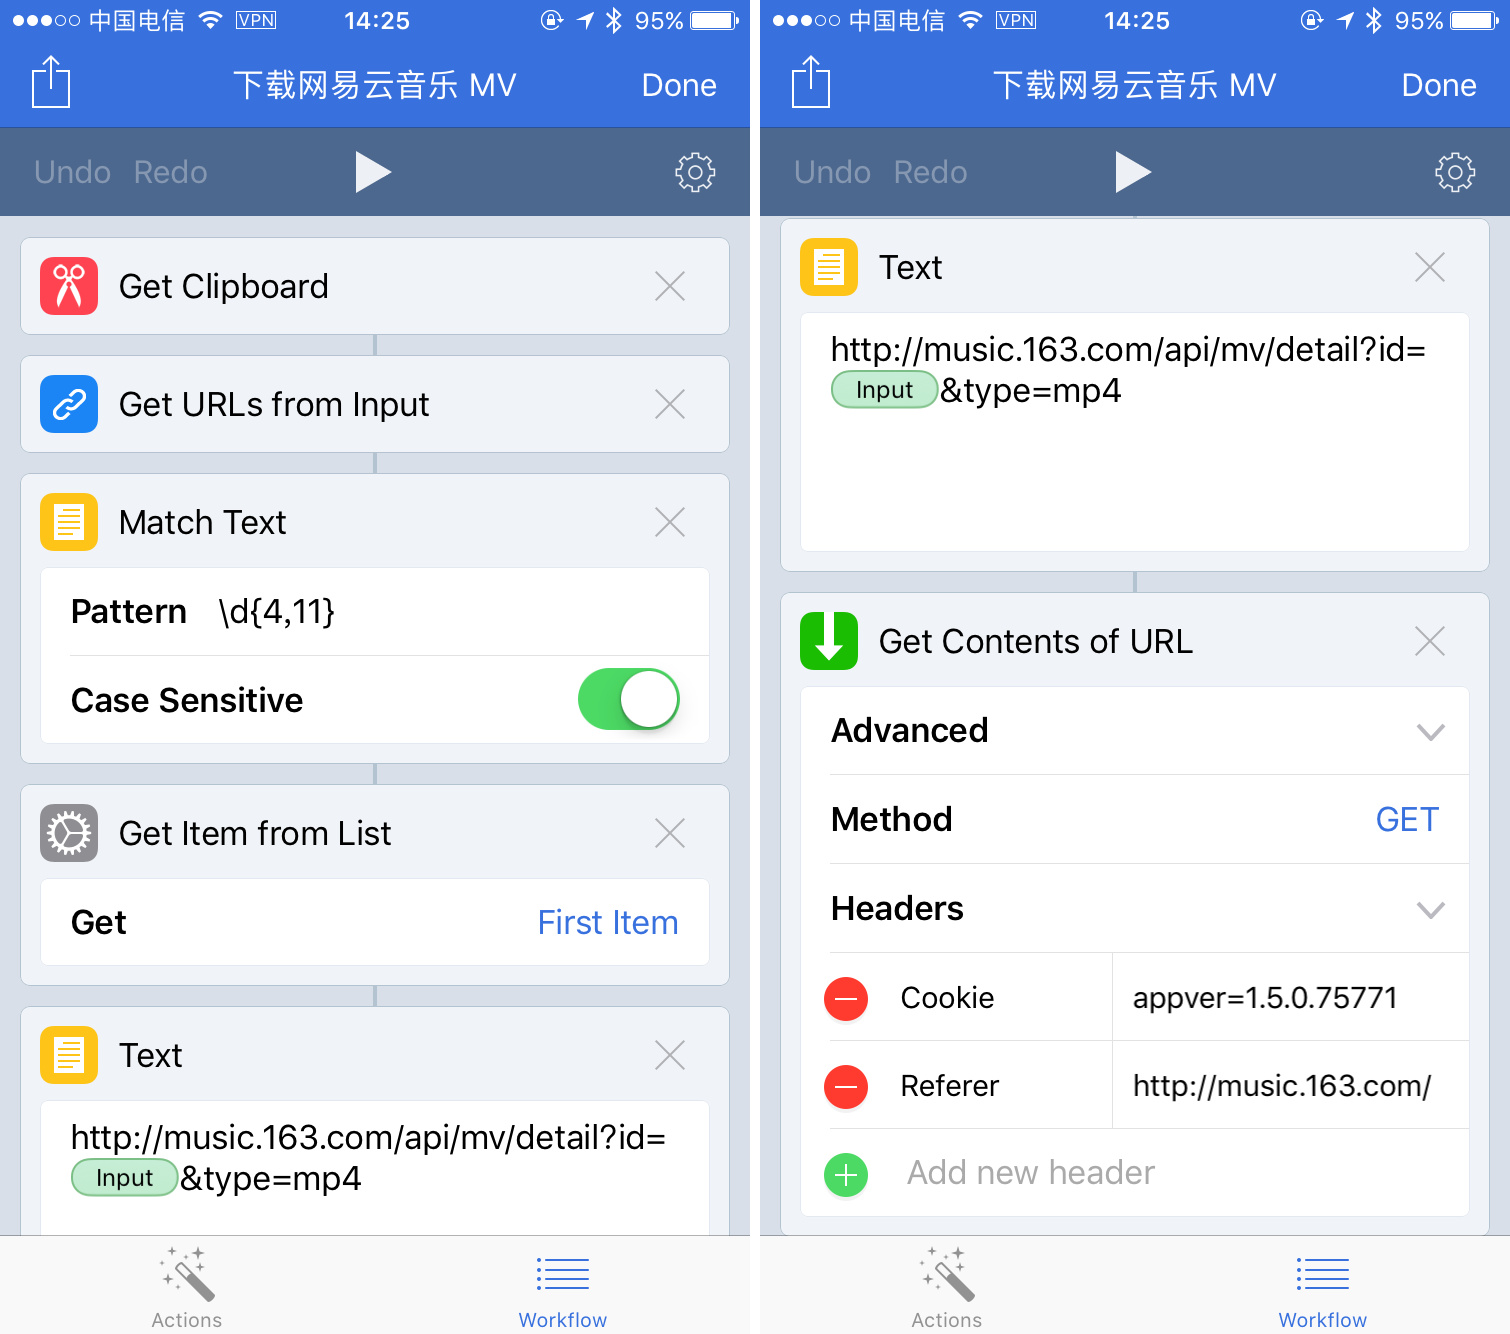 中国电信 VPN 14:25 95%
下载网易云音乐 MV Done
Undo Redo
Get Clipboard
Get URLs from Input
Match Text
Pattern \d{4,11}
Case Sensitive
Get Item from List
Get First Item
Text
http://music.163.com/api/mv/detail?id=
Input&type=mp4
Actions Workflow
中国电信 VPN 14:25 95%
下载网易云音乐 MV Done
Undo Redo
Text
http://music.163.com/api/mv/detail?id=
Input&type=mp4
Get Contents of URL
Advanced
Method GET
Headers
Cookie appver=1.5.0.75771
Referer http://music.163.com/
Add new header
Actions Workflow